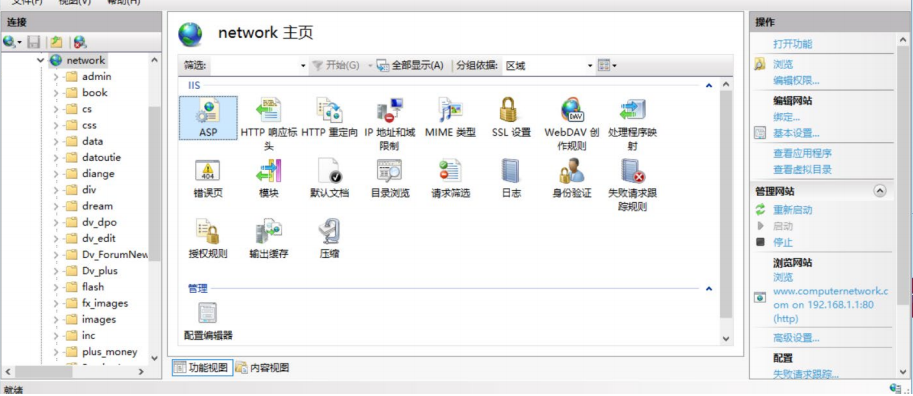 文件(F) 视图(V) 帮助(H)
连接
network
admin
book
cs
css
data
datoutie
diange
div
dream
dv_dpo
dv_edit
Dv_ForumNew
Dv_plus
flash
fx_images
images
inc
plus_money
network 主页
筛选: 开始(G) 全部显示(A) 分组依据: 区域
IIS
ASP HTTP 响应标 HTTP 重定向 IP 地址和域 MIME 类型 SSL 设置 WebDAV 创 处理程序映
头 限制 作规则 射
404
DAV
错误页 模块 默认文档 目录浏览 请求筛选 日志 身份验证 失败请求跟
踪规则
授权规则 输出缓存 压缩
管理
配置编辑器
功能视图 内容视图
操作
打开功能
浏览
编辑权限...
编辑网站
绑定...
基本设置...
查看应用程序
查看虚拟目录
管理网站
重新启动
启动
停止
浏览网站
浏览
www.computernetwork.c
om on 192.168.1.1:80
(http)
高级设置...
配置
失败请求跟踪...
就绪